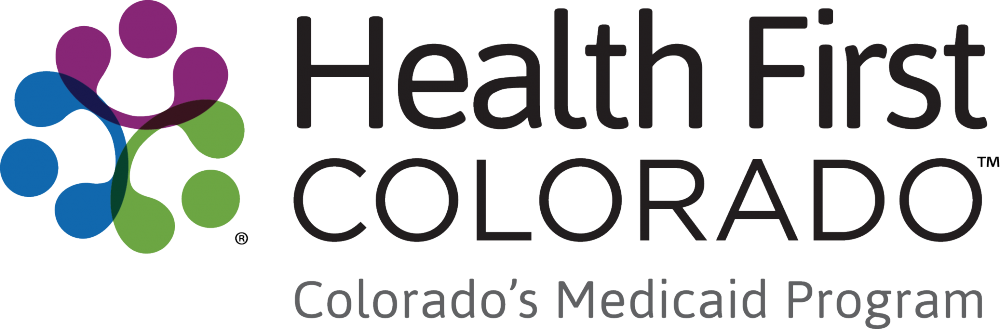 Health First
COLORADO™
®
Colorado's Medicaid Program